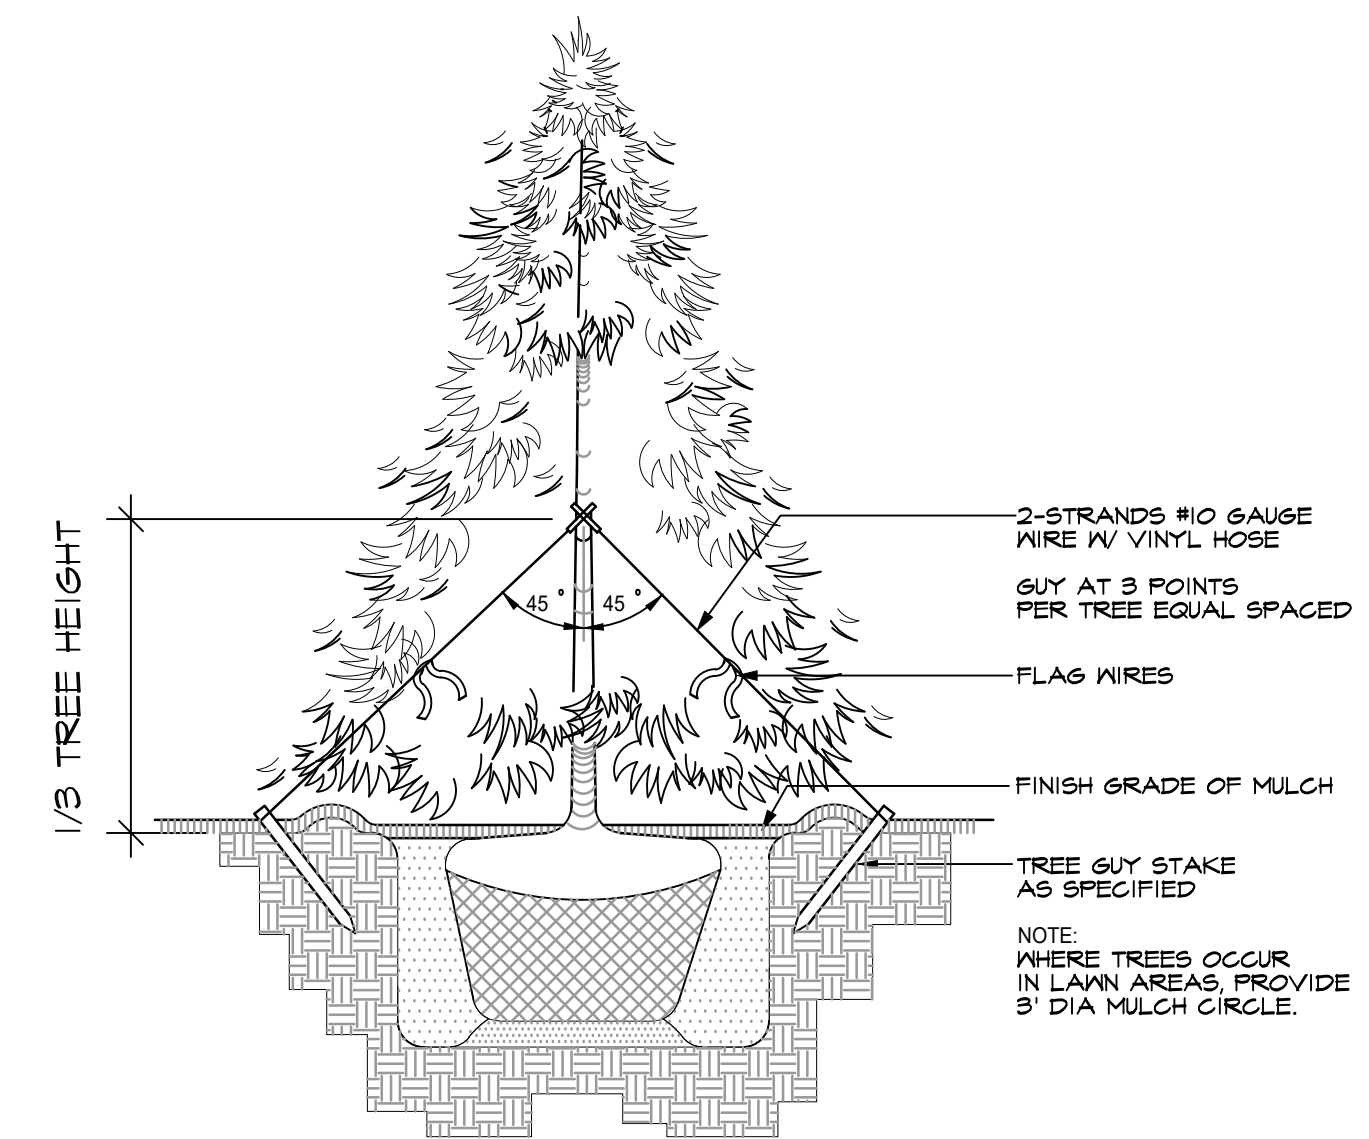 2-STRANDS #10 GAUGE
WIRE W/ VINYL HOSE
GUY AT 3 POINTS
PER TREE EQUAL SPACED
1/3 TREE HEIGHT
45° 45°
FLAG WIRES
FINISH GRADE OF MULCH
TREE GUY STAKE
AS SPECIFIED
NOTE:
WHERE TREES OCCUR
IN LAWN AREAS, PROVIDE
3' DIA MULCH CIRCLE.